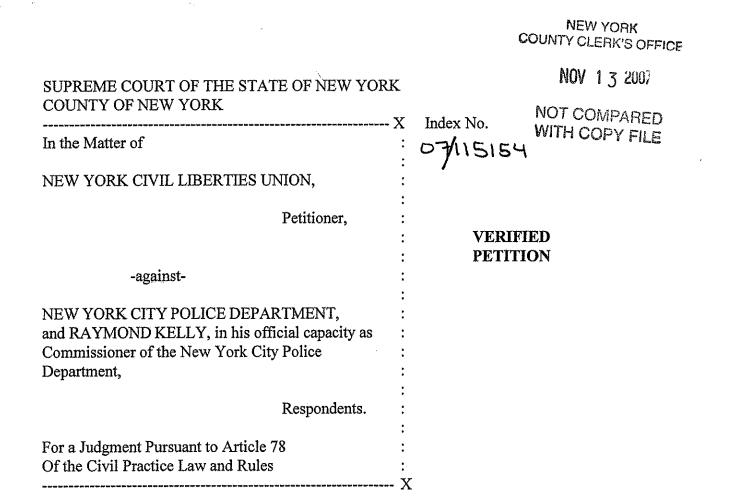 NEW YORK
COUNTY CLERK'S OFFICE
NOV 13 2007
NOT COMPARED
WITH COPY FILE
SUPREME COURT OF THE STATE OF NEW YORK
COUNTY OF NEW YORK
------------------------------------------------------------------ X
In the Matter of
NEW YORK CIVIL LIBERTIES UNION,
Petitioner,
-against-
NEW YORK CITY POLICE DEPARTMENT,
and RAYMOND KELLY, in his official capacity as
Commissioner of the New York City Police
Department,
Respondents.
For a Judgment Pursuant to Article 78
Of the Civil Practice Law and Rules
------------------------------------------------------------------- X
Index No.
07/115154
VERIFIED
PETITION